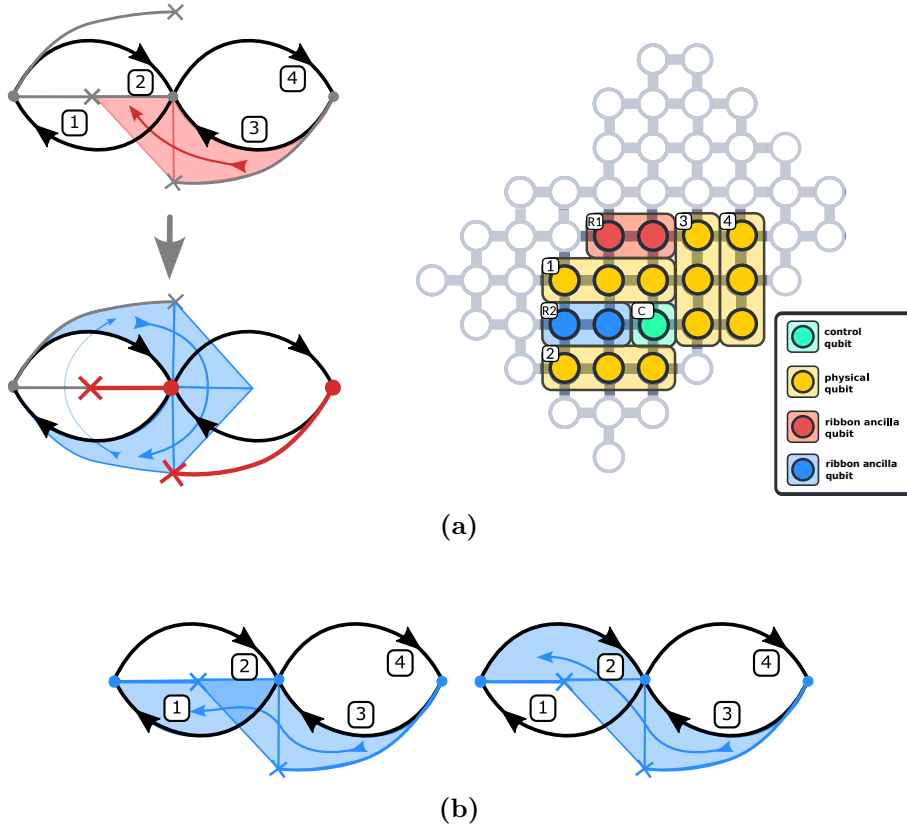 2
4
1
3
R1
3
4
1
R2
C
2
control
qubit
physical
qubit
ribbon ancilla
qubit
ribbon ancilla
qubit
(a)
2
4
1
3
2
4
1
3
(b)